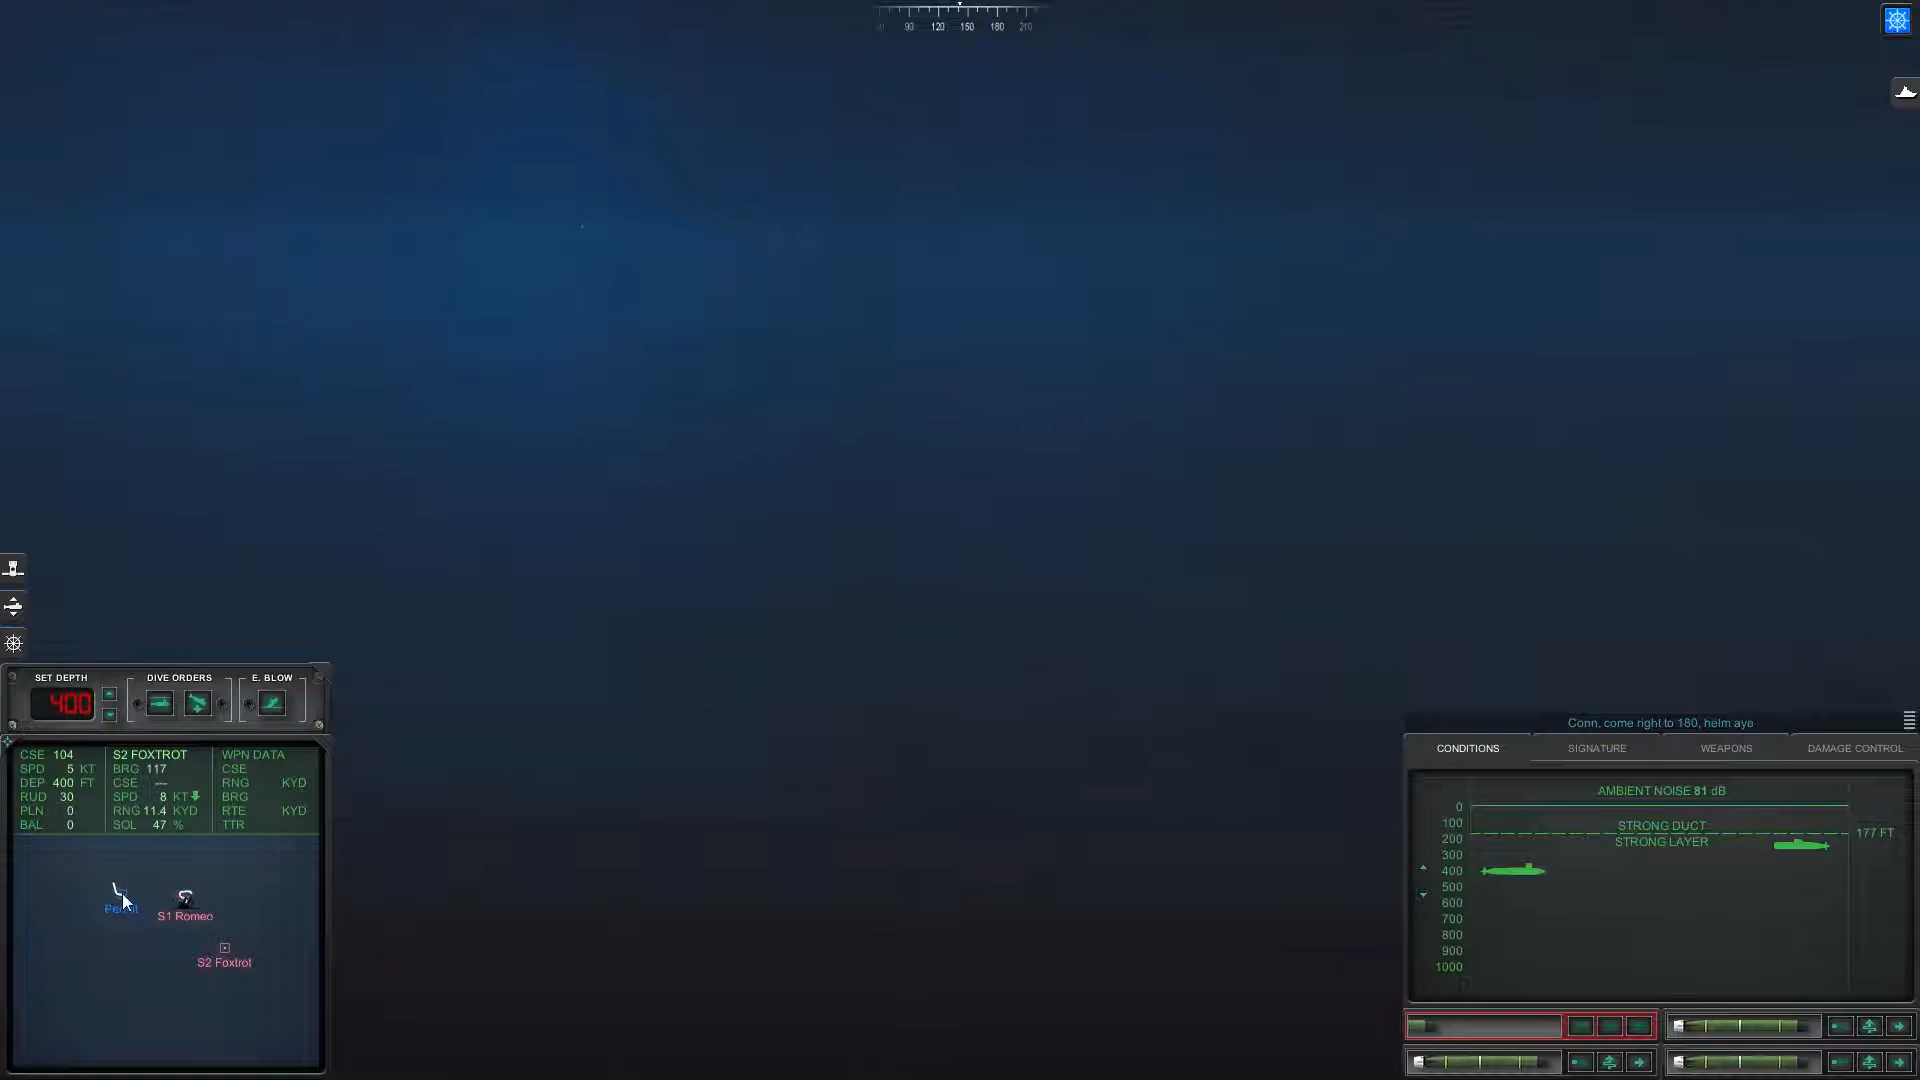 90 120 150 180 210
SET DEPTH DIVE ORDERS E. BLOW
400
CSE 104 S2 FOXTROT WPN DATA
SPD 5 KT BRG 117 CSE
DEP 400 FT CSE --- RNG KYD
RUD 30 SPD 8 KT BRG
PLN 0 RNG 11.4 KYD RTE KYD
BAL 0 SOL 47 % TTR
S1 Romeo
S2 Foxtrot
Conn, come right to 180, helm aye
CONDITIONS SIGNATURE WEAPONS DAMAGE CONTROL
AMBIENT NOISE 81 dB
0
100
STRONG DUCT
177 FT
200
STRONG LAYER
300
400
500
600
700
800
900
1000